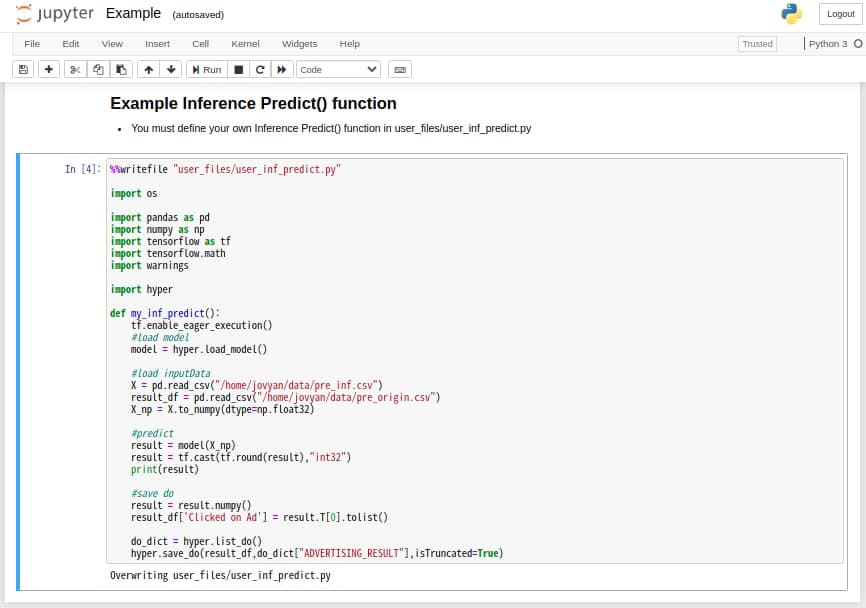 jupyter Example (autosaved)
Logout
File Edit View Insert Cell Kernel Widgets Help
Trusted
Python 3
Run
Code
Example Inference Predict() function
• You must define your own Inference Predict() function in user_files/user_inf_predict.py
In [4]: %%writefile "user_files/user_inf_predict.py"
import os
import pandas as pd
import numpy as np
import tensorflow as tf
import tensorflow.math
import warnings
import hyper
def my_inf_predict():
tf.enable_eager_execution()
#load model
model = hyper.load_model()
#load inputData
X = pd.read_csv("/home/jovyan/data/pre_inf.csv")
result_df = pd.read_csv("/home/jovyan/data/pre_origin.csv")
X_np = X.to_numpy(dtype=np.float32)
#predict
result = model(X_np)
result = tf.cast(tf.round(result),"int32")
print(result)
#save do
result = result.numpy()
result_df['Clicked on Ad'] = result.T[0].tolist()
do_dict = hyper.list_do()
hyper.save_do(result_df,do_dict["ADVERTISING_RESULT"],isTruncated=True)
Overwriting user_files/user_inf_predict.py